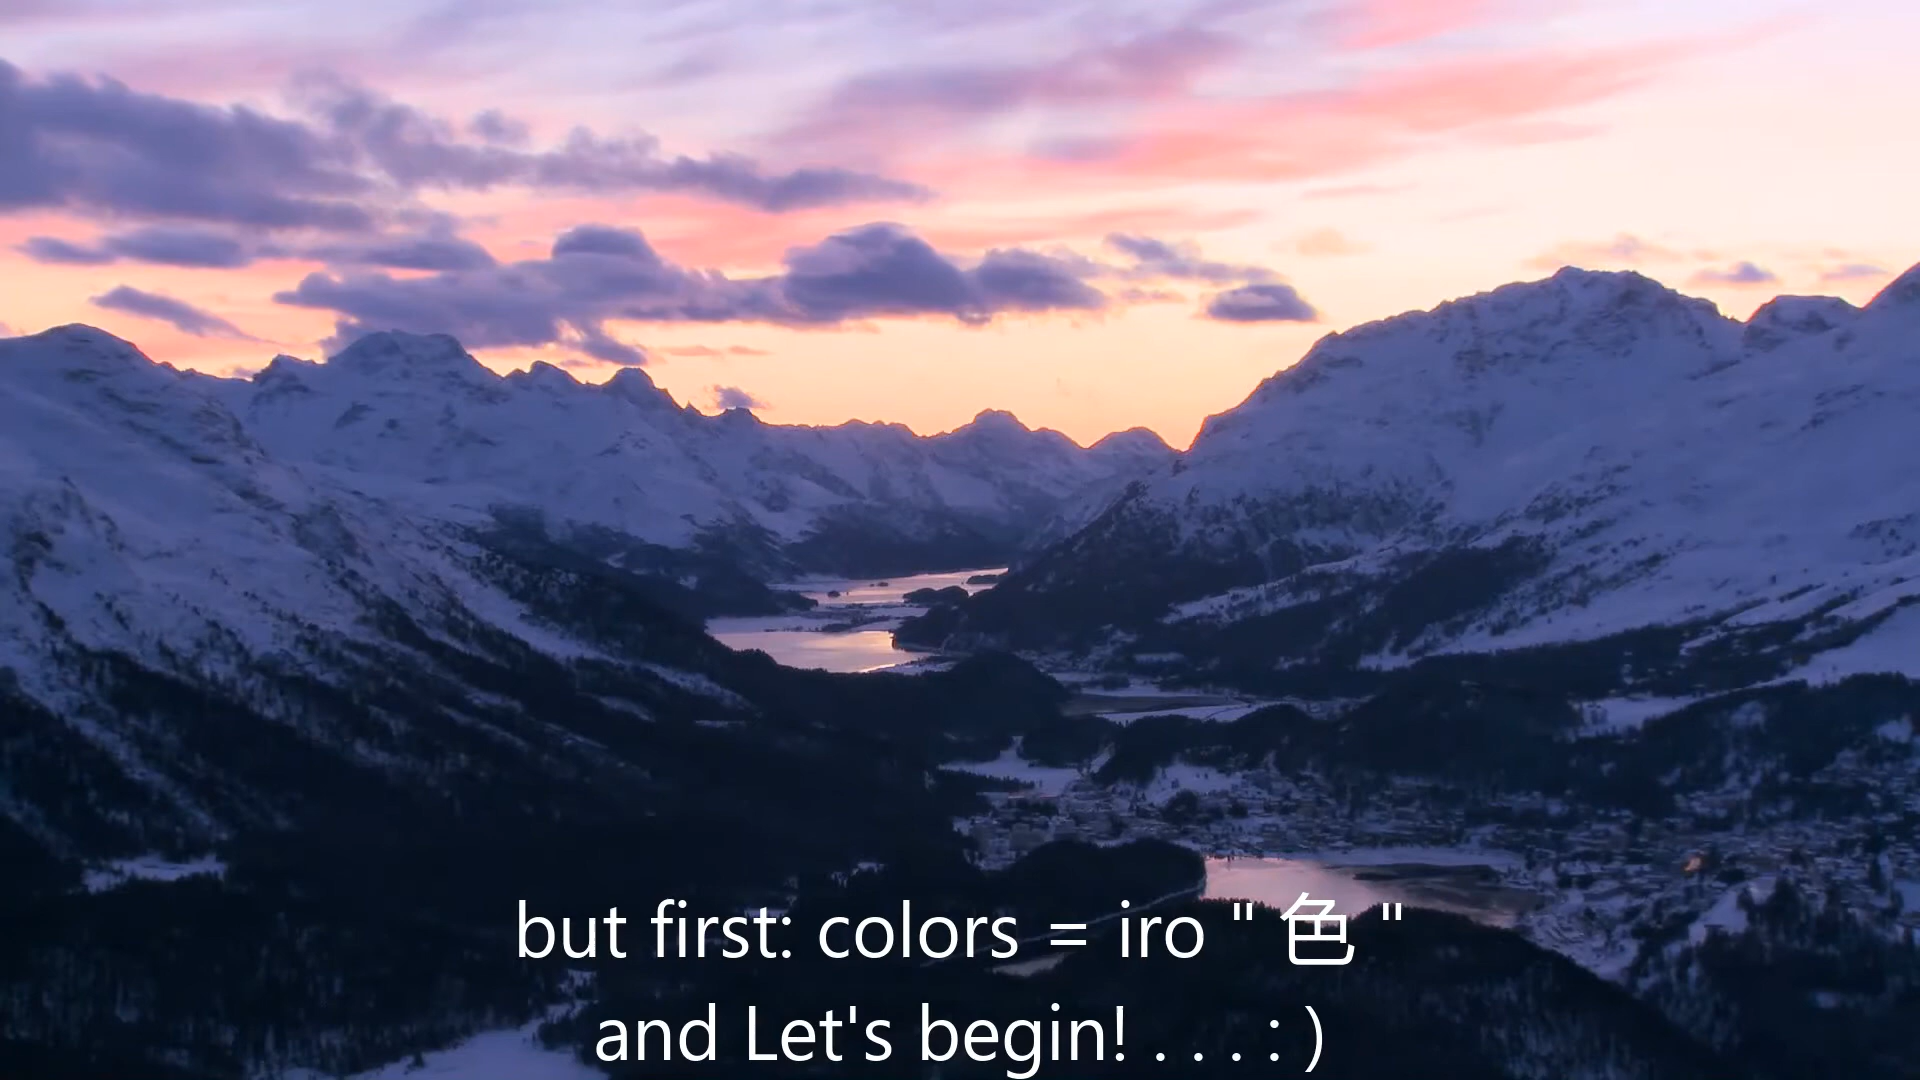 but first: colors = iro " 色 "
and Let's begin! . . . : )